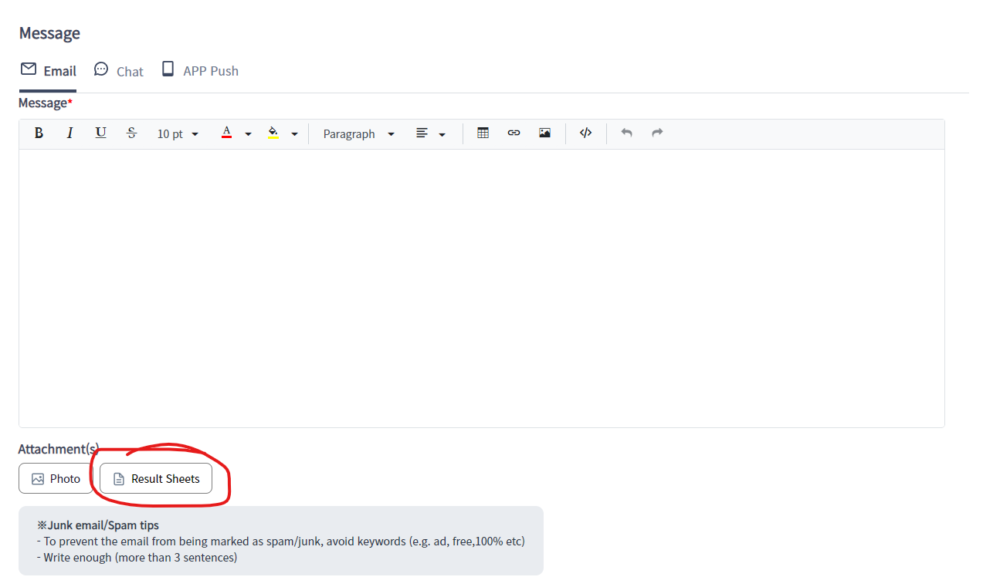 Message
Email Chat APP Push
Message*
B I U S 10 pt A Paragraph </>
Attachment(s)
Photo Result Sheets
※Junk email/Spam tips
- To prevent the email from being marked as spam/junk, avoid keywords (e.g. ad, free,100% etc)
- Write enough (more than 3 sentences)